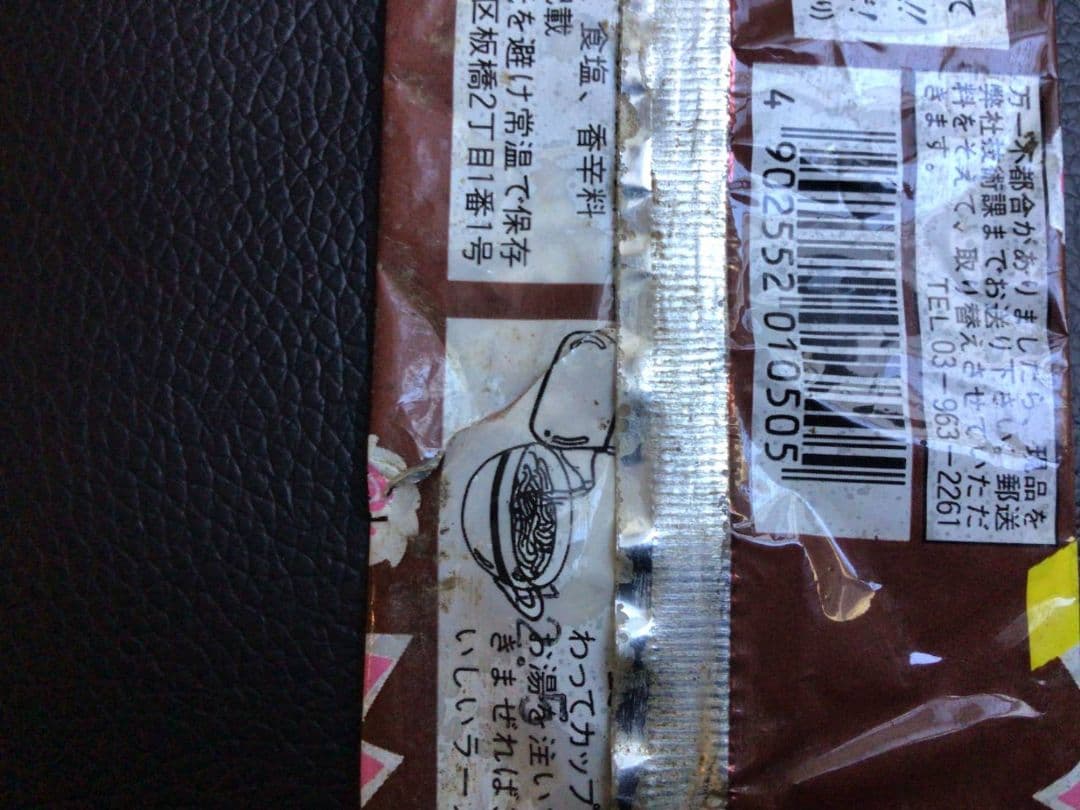 て
!!
り)
万一不都合がありましたら、現品を
弊社技術課までお送り下さい。郵送
料をそえて、取り替えさせていただ
きます。 TEL 03-963-2261
4 902552 010505
食塩、香辛料
載
を避け常温で保存
区板橋2丁目1番1号
わってカップ
お湯を注い
きまぜれば
いしいラー